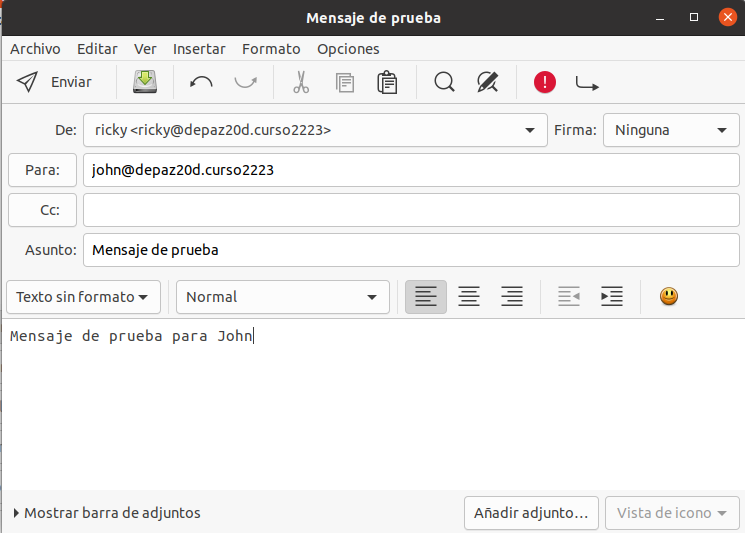 Mensaje de prueba
Archivo Editar Ver Insertar Formato Opciones
Enviar
De: ricky <ricky@depaz20d.curso2223> Firma: Ninguna
Para: john@depaz20d.curso2223
Cc:
Asunto: Mensaje de prueba
Texto sin formato Normal
Mensaje de prueba para John
Mostrar barra de adjuntos Añadir adjunto... Vista de icono